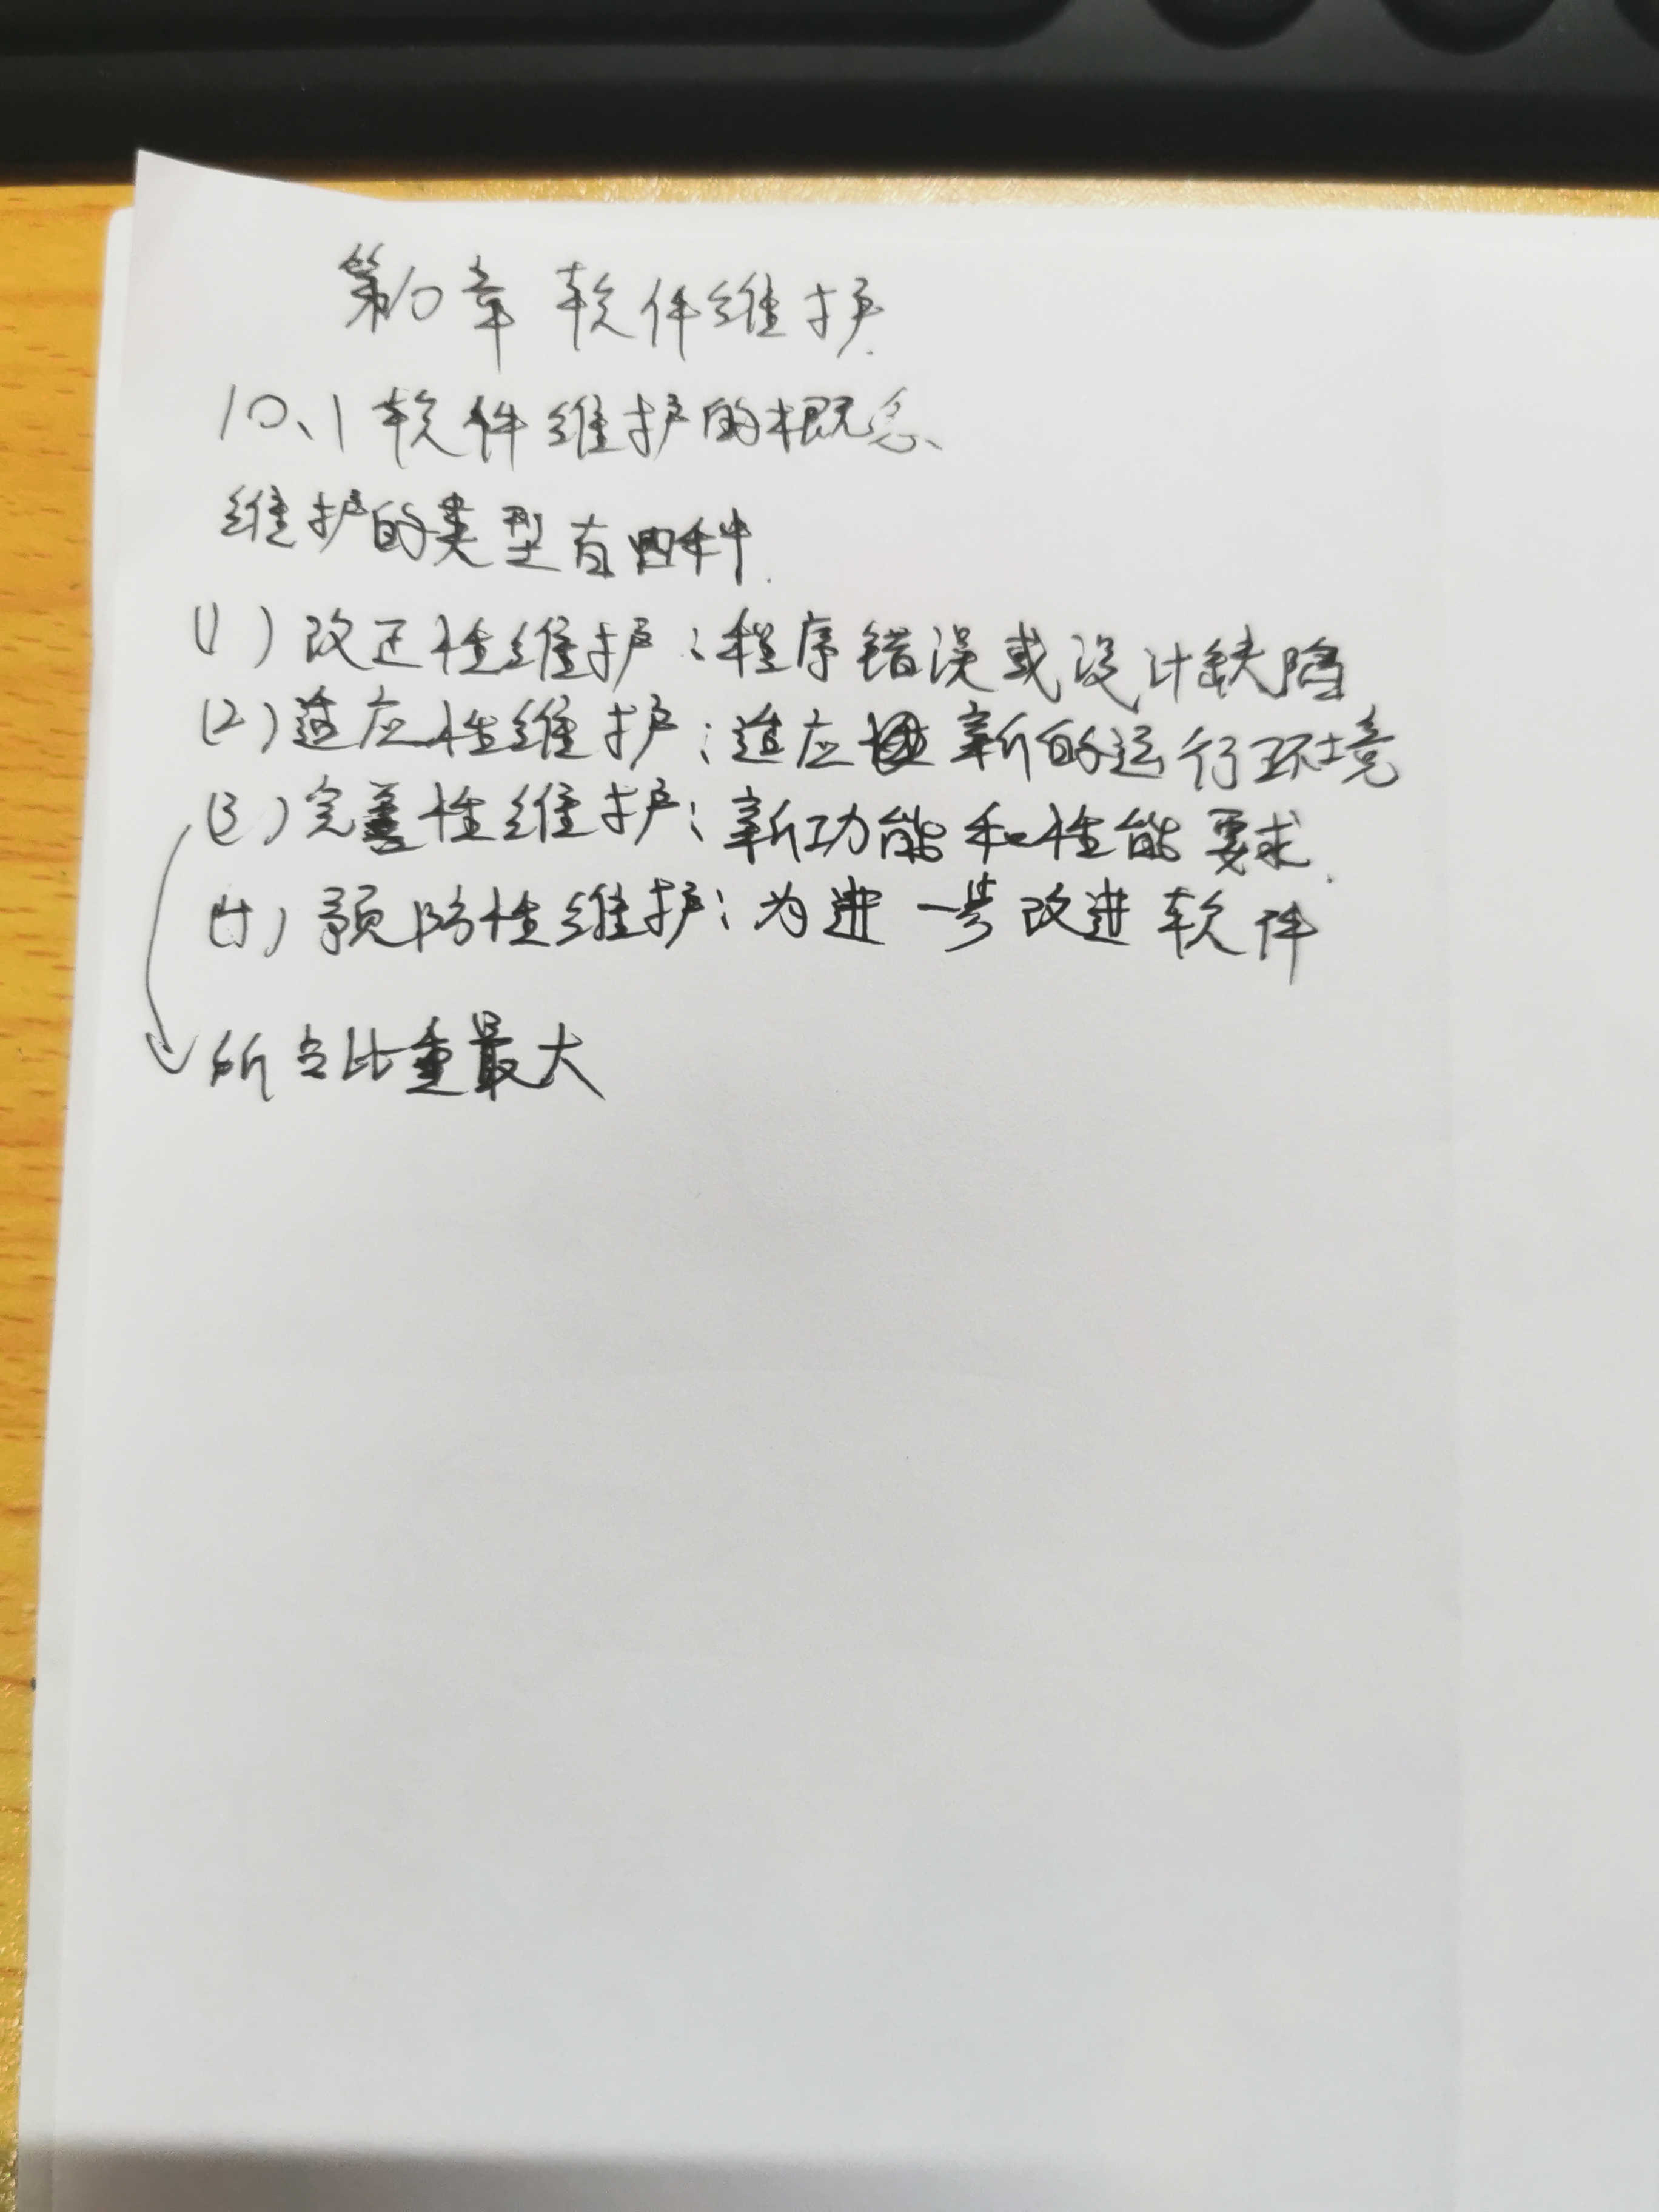 第10章 软件维护
10、1 软件维护的概念
维护的类型有四种.
(1) 改正性维护:程序错误或设计缺陷
(2)适应性维护:适应 新的运行环境
(3)完善性维护:新功能和性能要求.
(4)预防性维护:为进一步改进软件
所占比重最大